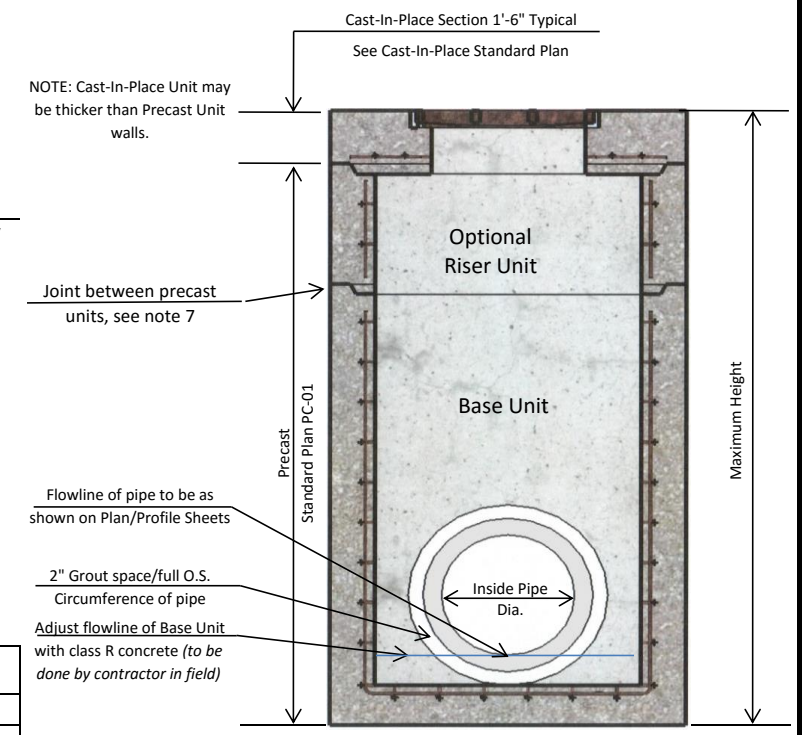 Cast-In-Place Section 1'-6" Typical
See Cast-In-Place Standard Plan
NOTE: Cast-In-Place Unit may
be thicker than Precast Unit
walls.
Optional
Riser Unit
Joint between precast
units, see note 7
Base Unit
Precast
Standard Plan PC-01
Maximum Height
Flowline of pipe to be as
shown on Plan/Profile Sheets
2" Grout space/full O.S.
Circumference of pipe
Inside Pipe
Dia.
Adjust flowline of Base Unit
with class R concrete (to be
done by contractor in field)